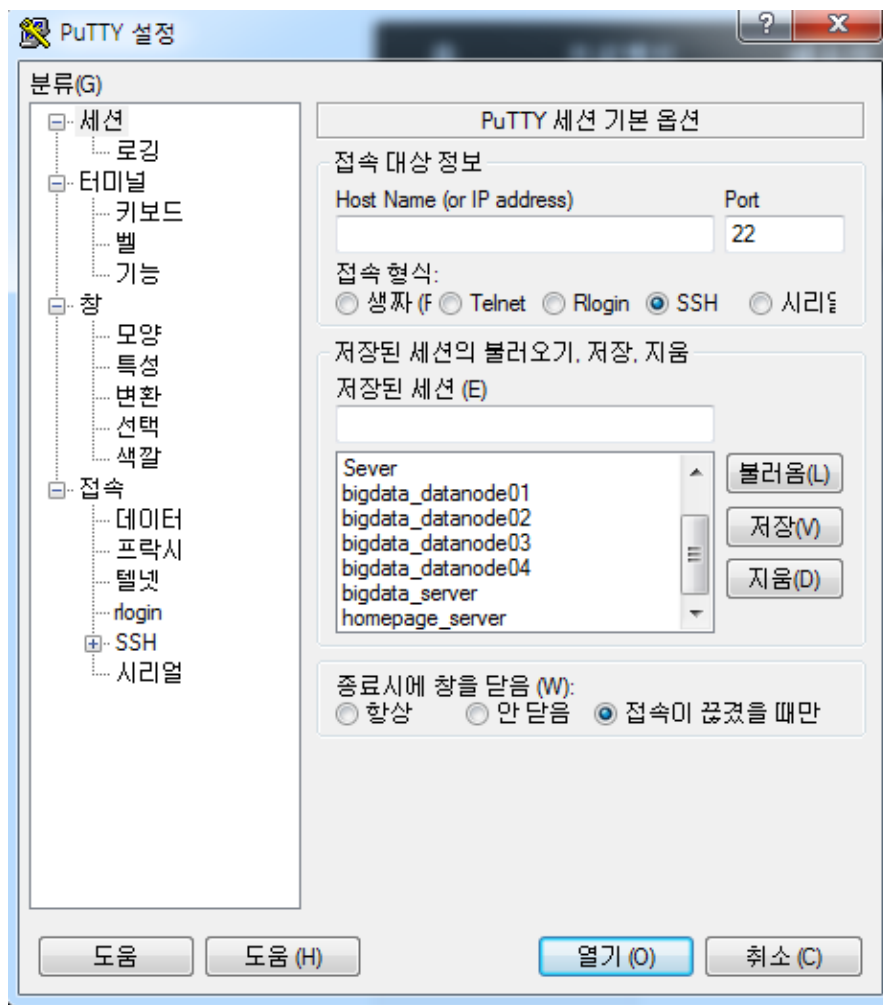 PuTTY 설정
분류(G)
세션
로깅
터미널
키보드
벨
기능
창
모양
특성
변환
선택
색깔
접속
데이터
프락시
텔넷
rlogin
SSH
시리얼
PuTTY 세션 기본 옵션
접속 대상 정보
Host Name (or IP address) Port
22
접속 형식:
생짜 (F Telnet Rlogin SSH 시리얼
저장된 세션의 불러오기, 저장, 지움
저장된 세션 (E)
Sever
bigdata_datanode01
bigdata_datanode02
bigdata_datanode03
bigdata_datanode04
bigdata_server
homepage_server
불러옴(L)
저장(V)
지움(D)
종료시에 창을 닫음 (W):
항상 안 닫음 접속이 끊겼을 때만
도움 도움 (H) 열기 (O) 취소 (C)